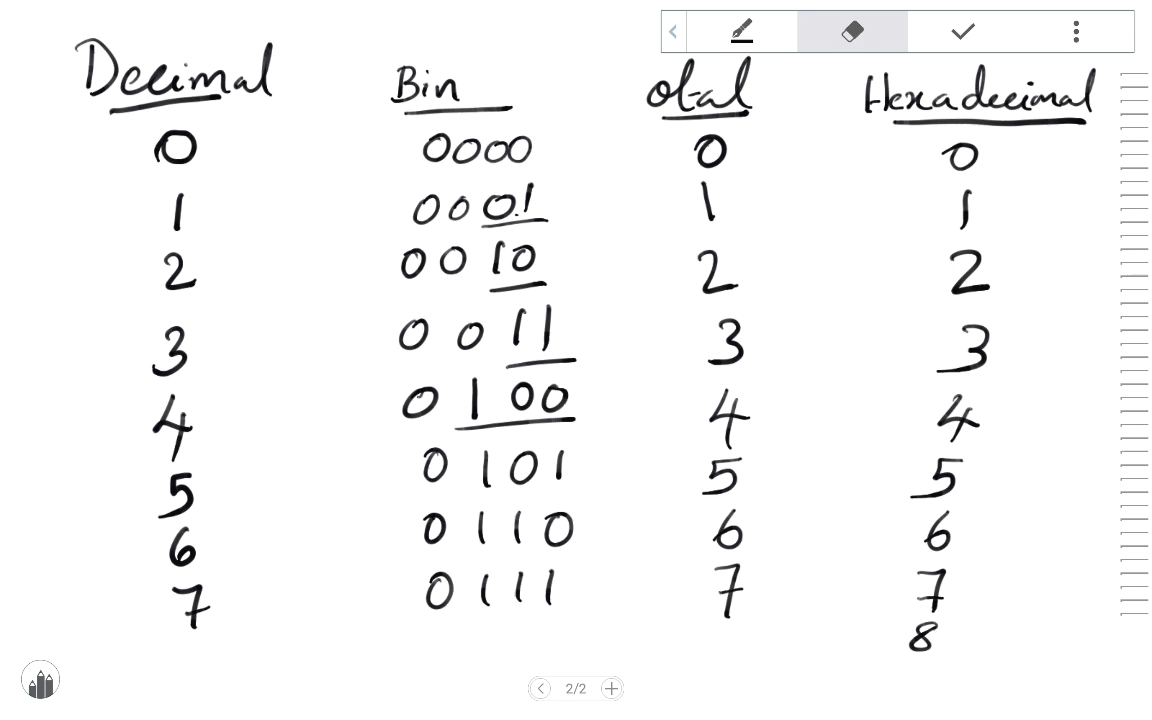 Decimal Bin otal Hexadecimal
0 0000 0 0
1 0001 1 1
2 0010 2 2
3 0011 3 3
4 0100 4 4
5 0101 5 5
6 0110 6 6
7 0111 7 7
8
2/2